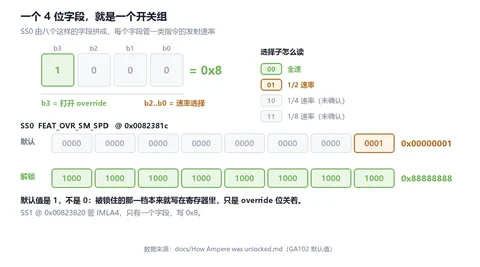 一个 4 位字段，就是一个开关组
SS0 由八个这样的字段拼成，每个字段管一类指令的发射速率
b3 b2 b1 b0
1 0 0 0 = 0x8
b3 = 打开 override b2..b0 = 速率选择
选择子怎么读
00 全速
01 1/2 速率
10 1/4 速率（未确认）
11 1/8 速率（未确认）
SS0 FEAT_OVR_SM_SPD @ 0x0082381c
默认 0000 0000 0000 0000 0000 0000 0000 0001 0x00000001
解锁 1000 1000 1000 1000 1000 1000 1000 1000 0x88888888
默认值是 1，不是 0：被锁住的那一档本来就写在寄存器里，只是 override 位关着。
SS1 @ 0x00823820 管 IMLA4，只有一个字段，写 0x8。
数据来源：docs/How Ampere was unlocked.md（GA102 默认值）